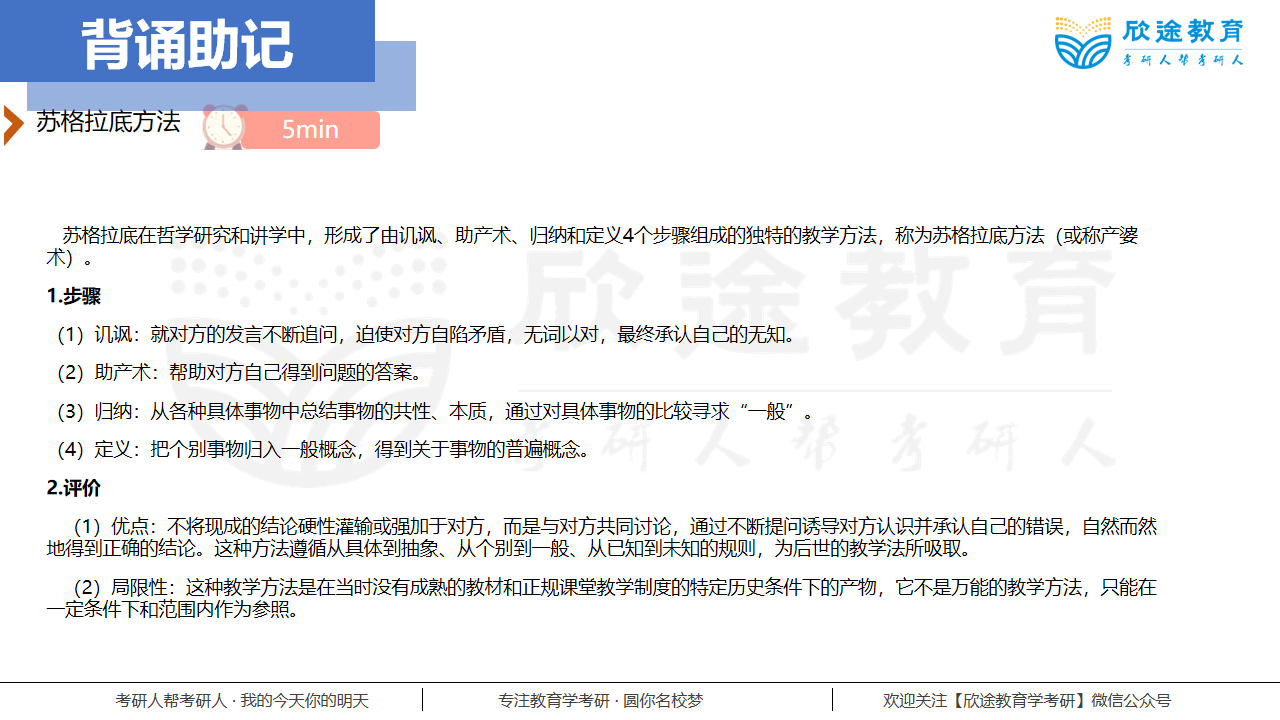 背诵助记
欣途教育
考研人帮考研人
苏格拉底方法
5min
苏格拉底在哲学研究和讲学中，形成了由讥讽、助产术、归纳和定义4个步骤组成的独特的教学方法，称为苏格拉底方法（或称产婆
术）。
1.步骤
（1）讥讽：就对方的发言不断追问，迫使对方自陷矛盾，无词以对，最终承认自己的无知。
（2）助产术：帮助对方自己得到问题的答案。
（3）归纳：从各种具体事物中总结事物的共性、本质，通过对具体事物的比较寻求“一般”。
（4）定义：把个别事物归入一般概念，得到关于事物的普遍概念。
2.评价
（1）优点：不将现成的结论硬性灌输或强加于对方，而是与对方共同讨论，通过不断提问诱导对方认识并承认自己的错误，自然而然
地得到正确的结论。这种方法遵循从具体到抽象、从个别到一般、从已知到未知的规则，为后世的教学法所吸取。
（2）局限性：这种教学方法是在当时没有成熟的教材和正规课堂教学制度的特定历史条件下的产物，它不是万能的教学方法，只能在
一定条件下和范围内作为参照。
欣途教育
考研人帮考研人
考研人帮考研人 · 我的今天你的明天
专注教育学考研 · 圆你名校梦
欢迎关注【欣途教育学考研】微信公众号